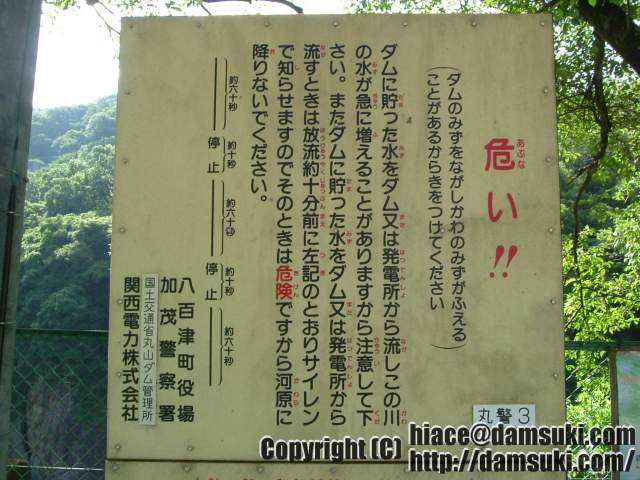 危い!!
あぶな
(ダムのみずをながしかわのみずがふえる
ことがあるからきをつけてください)
ダムに貯った水をダム又は発電所から流しこの川
の水が急に増えることがありますから注意して下
さい。またダムに貯った水をダム又は発電所から
流すときは放流約十分前に左記のとおりサイレン
で知らせますのでそのときは危険ですから河原に
降りないでください。
約六十秒
停止
約十秒
約六十秒
停止
約十秒
約六十秒
八百津町役場
加茂警察署
国土交通省丸山ダム管理所
関西電力株式会社
丸警3
Copyright (C) hiace@damsuki.com
http://damsuki.com/